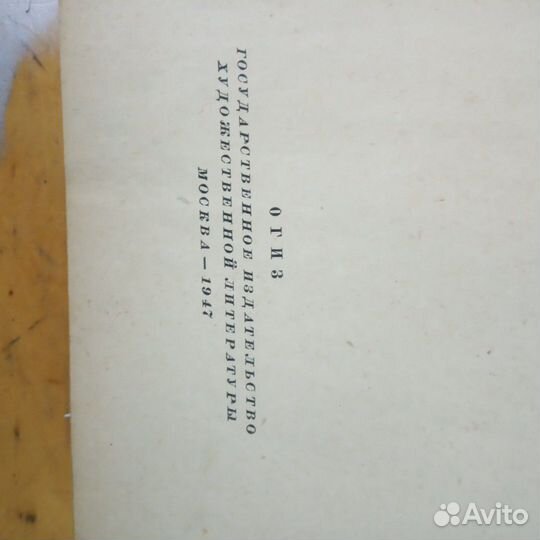 ОГИЗ
ГОСУДАРСТВЕННОЕ ИЗДАТЕЛЬСТВО
ХУДОЖЕСТВЕННОЙ ЛИТЕРАТУРЫ
МОСКВА — 1947
Avito